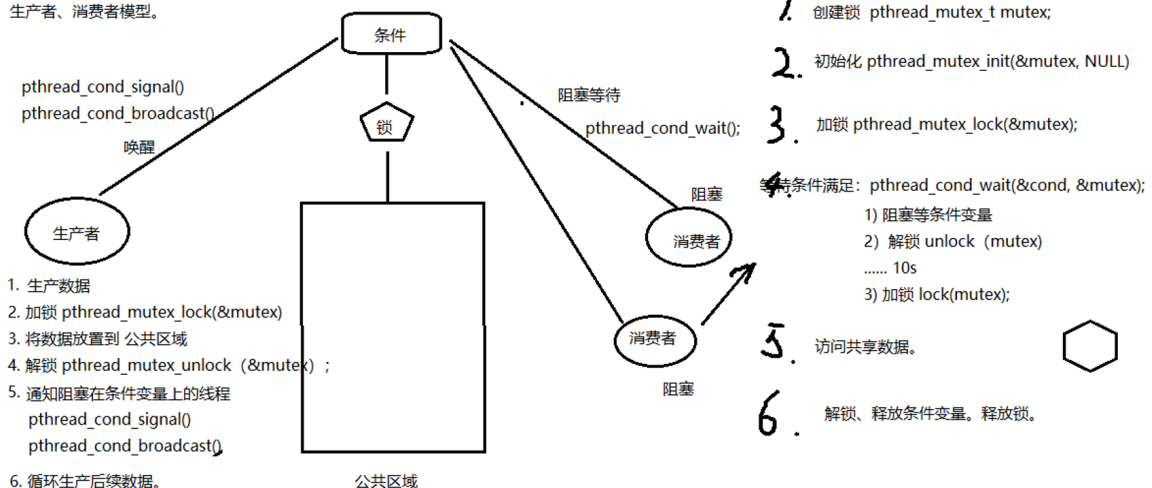 生产者、消费者模型。
条件
pthread_cond_signal()
pthread_cond_broadcast()
唤醒
锁
阻塞等待
pthread_cond_wait();
阻塞
生产者
消费者
消费者
阻塞
1. 生产数据
2. 加锁 pthread_mutex_lock(&mutex)
3. 将数据放置到 公共区域
4. 解锁 pthread_mutex_unlock（&mutex）;
5. 通知阻塞在条件变量上的线程
pthread_cond_signal()
pthread_cond_broadcast()
6. 循环生产后续数据。
公共区域
1. 创建锁 pthread_mutex_t mutex;
2. 初始化 pthread_mutex_init(&mutex, NULL)
3. 加锁 pthread_mutex_lock(&mutex);
4. 等待条件满足：pthread_cond_wait(&cond, &mutex);
1) 阻塞等条件变量
2）解锁 unlock（mutex)
...... 10s
3) 加锁 lock(mutex);
5. 访问共享数据。
6. 解锁、释放条件变量。释放锁。